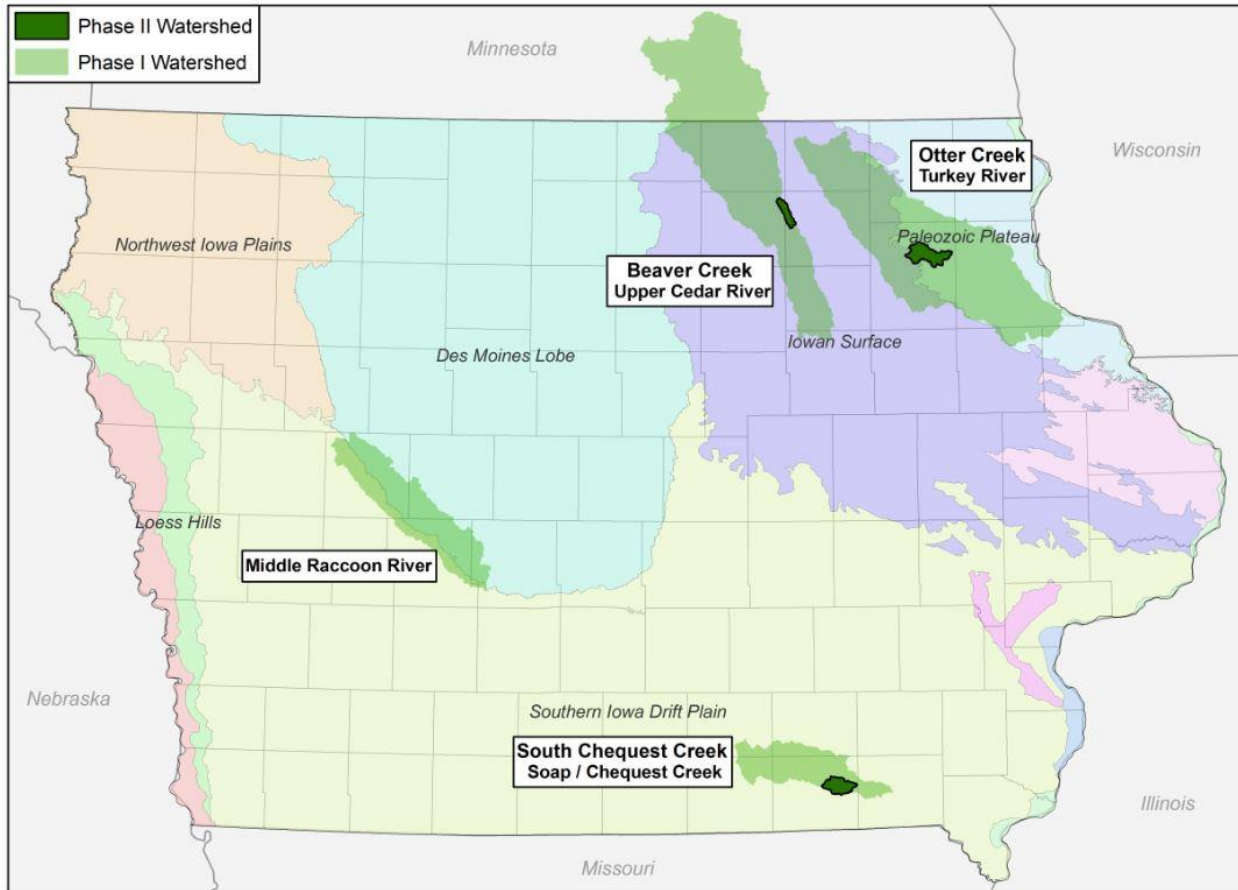 Phase II Watershed
Phase I Watershed
Minnesota
Wisconsin
Otter Creek
Turkey River
Northwest Iowa Plains
Paleozoic Plateau
Beaver Creek
Upper Cedar River
Des Moines Lobe
Iowan Surface
Loess Hills
Middle Raccoon River
Nebraska
Southern Iowa Drift Plain
South Chequest Creek
Soap / Chequest Creek
Illinois
Missouri